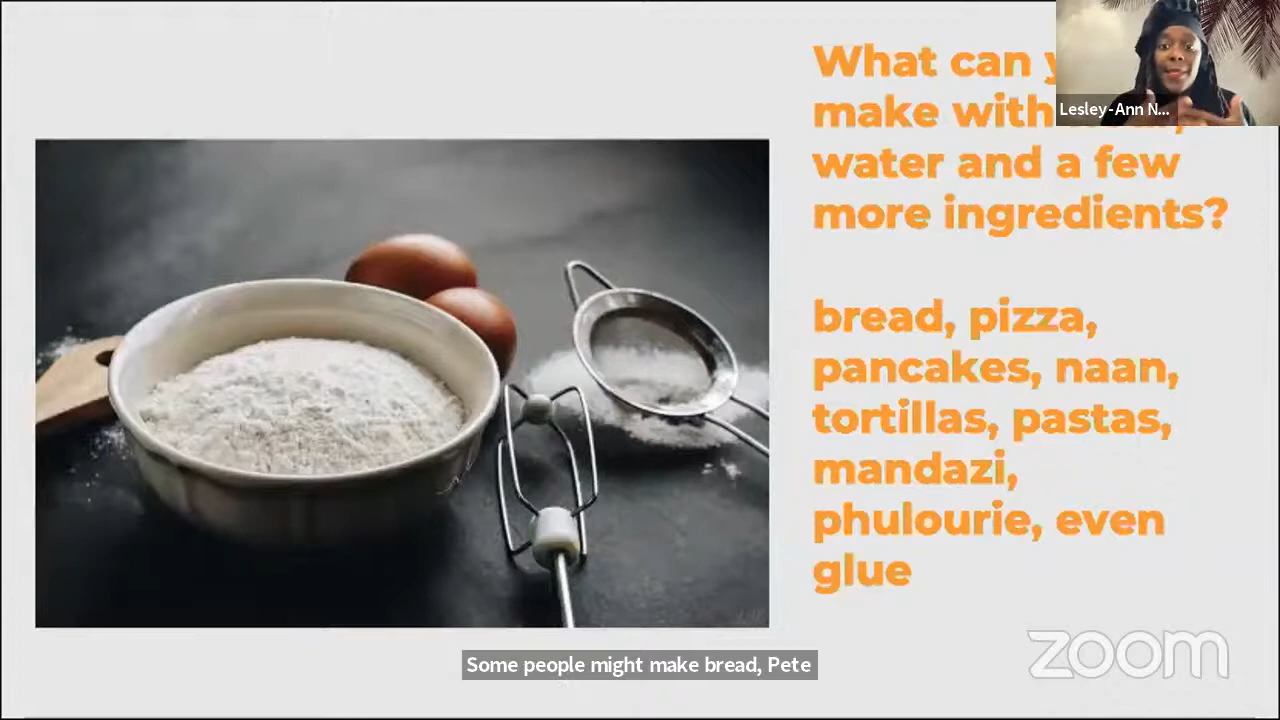 What can
make with
water and a few
more ingredients?
bread, pizza,
pancakes, naan,
tortillas, pastas,
mandazi,
phulourie, even
glue
Lesley-Ann N...
Some people might make bread, Pete
zoom